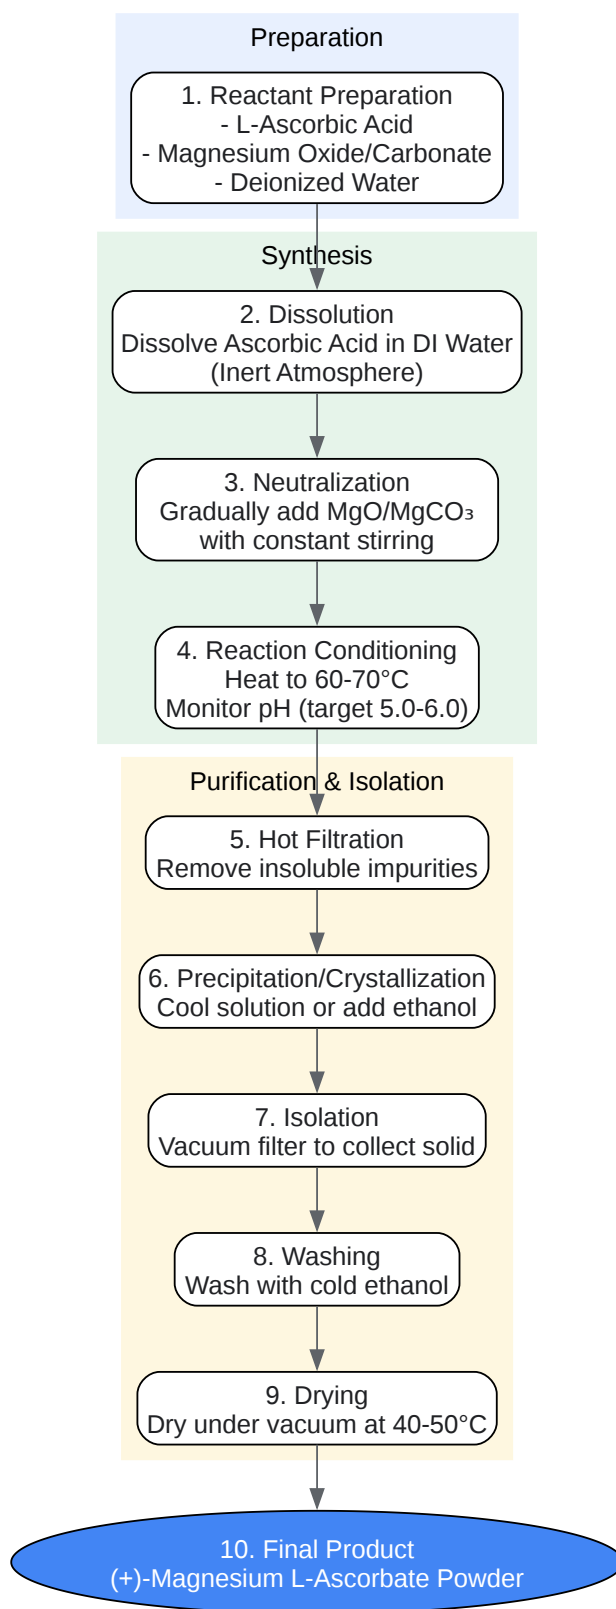 Preparation
1. Reactant Preparation
- L-Ascorbic Acid
- Magnesium Oxide/Carbonate
- Deionized Water
Synthesis
2. Dissolution
Dissolve Ascorbic Acid in DI Water
(Inert Atmosphere)
3. Neutralization
Gradually add MgO/MgCO₃
with constant stirring
4. Reaction Conditioning
Heat to 60-70°C
Monitor pH (target 5.0-6.0)
Purification & Isolation
5. Hot Filtration
Remove insoluble impurities
6. Precipitation/Crystallization
Cool solution or add ethanol
7. Isolation
Vacuum filter to collect solid
8. Washing
Wash with cold ethanol
9. Drying
Dry under vacuum at 40-50°C
10. Final Product
(+)-Magnesium L-Ascorbate Powder